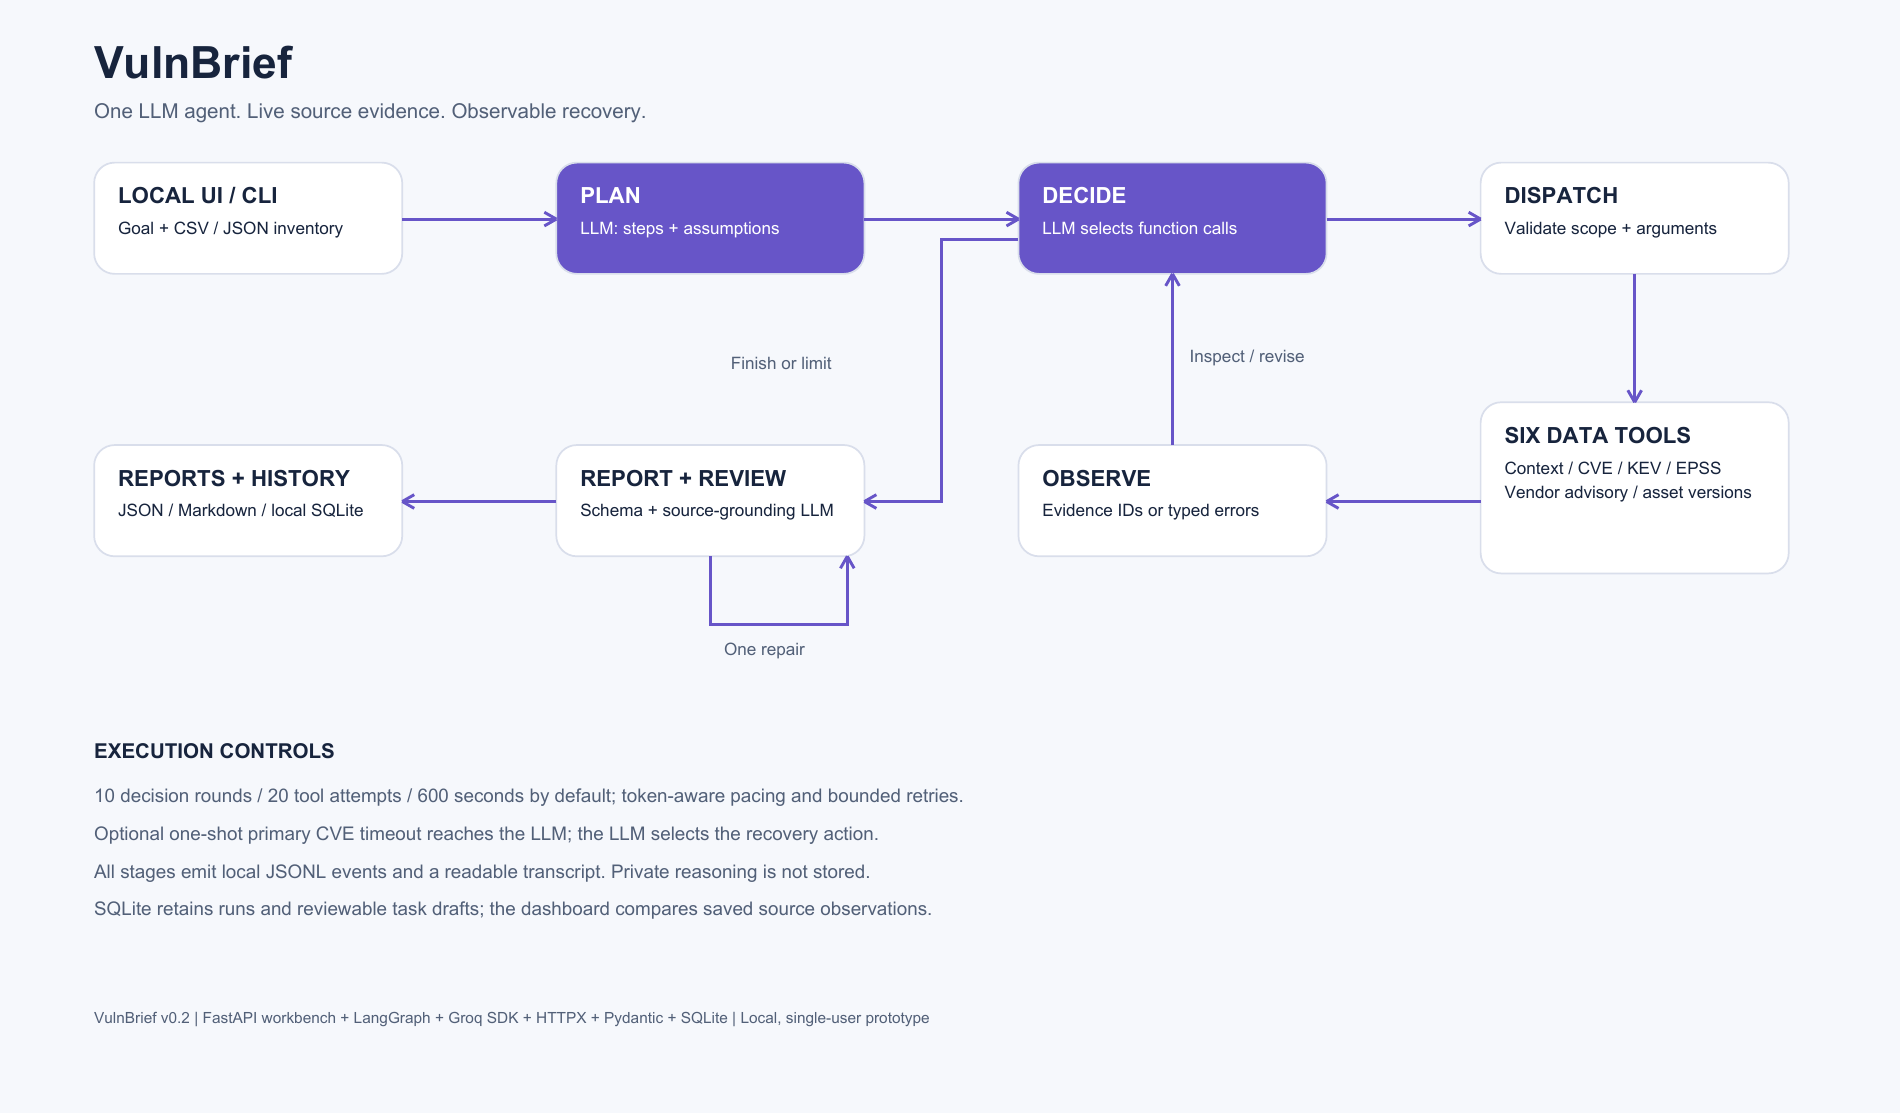 VulnBrief
One LLM agent. Live source evidence. Observable recovery.
LOCAL UI / CLI
Goal + CSV / JSON inventory
PLAN
LLM: steps + assumptions
DECIDE
LLM selects function calls
DISPATCH
Validate scope + arguments
Finish or limit
Inspect / revise
REPORTS + HISTORY
JSON / Markdown / local SQLite
REPORT + REVIEW
Schema + source-grounding LLM
OBSERVE
Evidence IDs or typed errors
SIX DATA TOOLS
Context / CVE / KEV / EPSS
Vendor advisory / asset versions
One repair
EXECUTION CONTROLS
10 decision rounds / 20 tool attempts / 600 seconds by default; token-aware pacing and bounded retries.
Optional one-shot primary CVE timeout reaches the LLM; the LLM selects the recovery action.
All stages emit local JSONL events and a readable transcript. Private reasoning is not stored.
SQLite retains runs and reviewable task drafts; the dashboard compares saved source observations.
VulnBrief v0.2 | FastAPI workbench + LangGraph + Groq SDK + HTTPX + Pydantic + SQLite | Local, single-user prototype